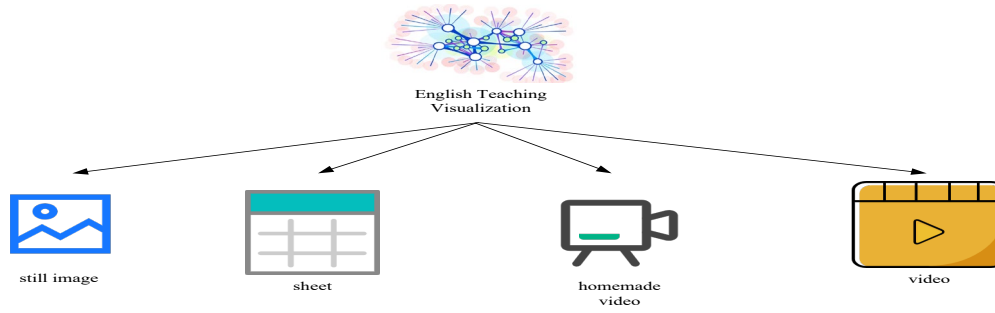 English Teaching
Visualization
still image
sheet
homemade
video
video